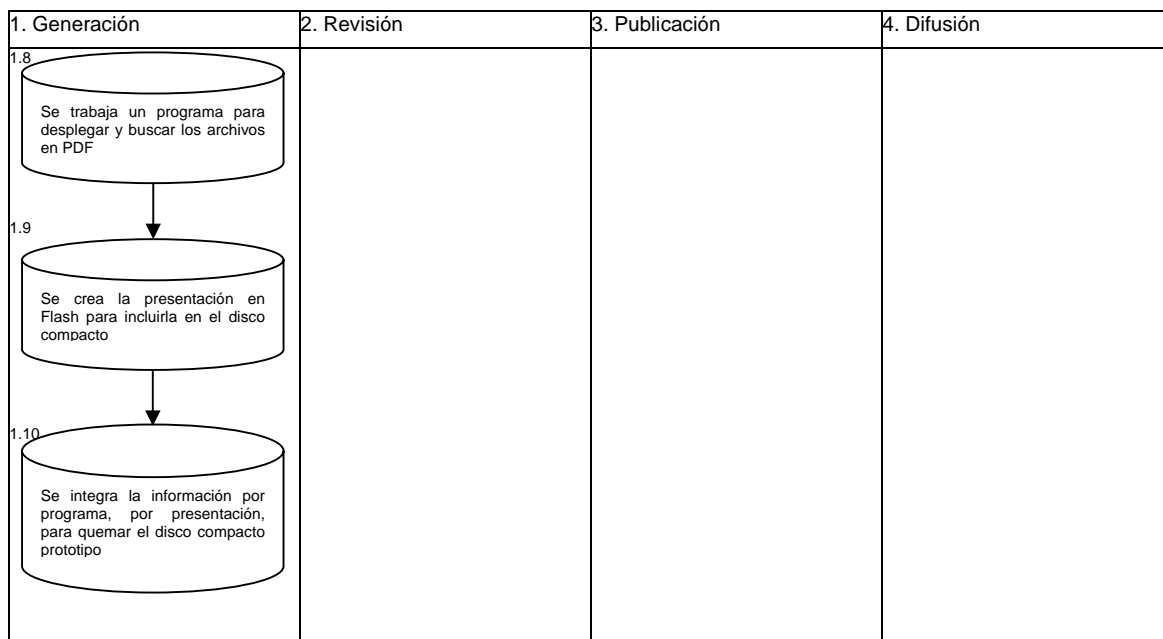 1. Generación
2. Revisión
3. Publicación
4. Difusión
1.8
Se trabaja un programa para
desplegar y buscar los archivos
en PDF
1.9
Se crea la presentación en
Flash para incluirla en el disco
compacto
1.10
Se integra la información por
programa, por presentación,
para quemar el disco compacto
prototipo